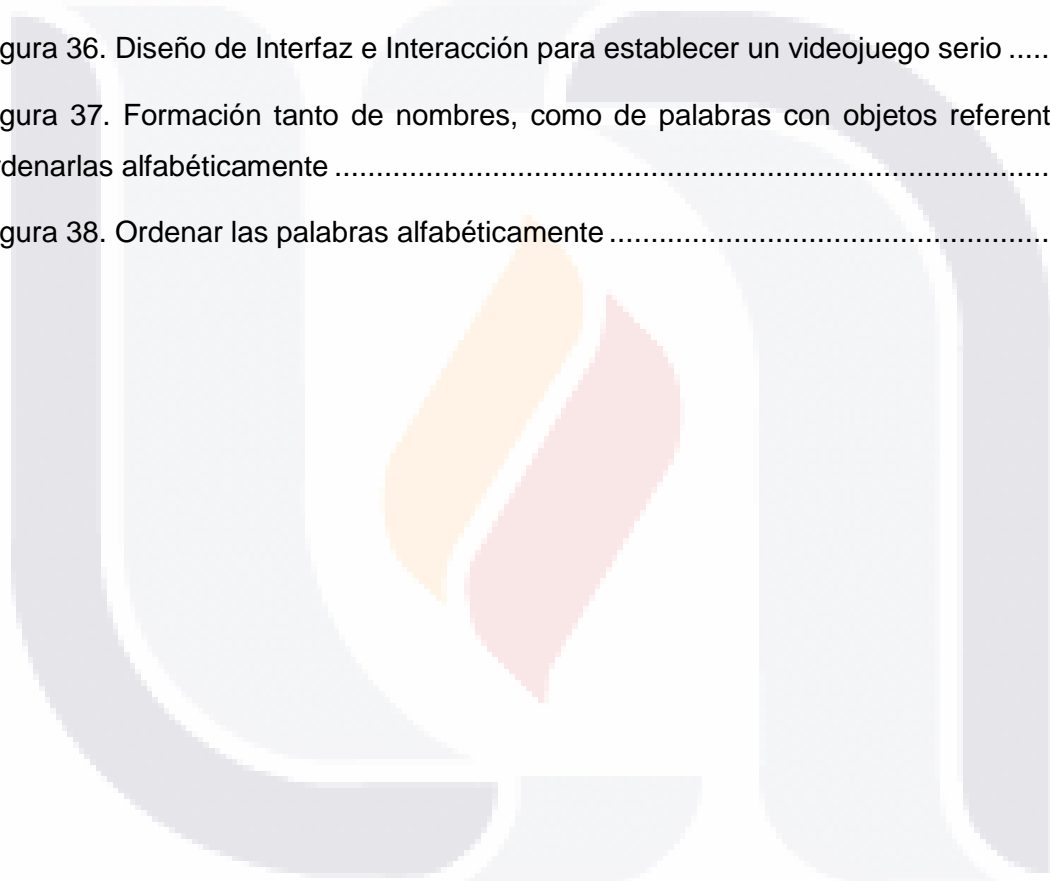 gura 36. Diseño de Interfaz e Interacción para establecer un videojuego serio .....
gura 37. Formación tanto de nombres, como de palabras con objetos referent
rdenarlas alfabéticamente .......................................................................................
gura 38. Ordenar las palabras alfabéticamente .....................................................